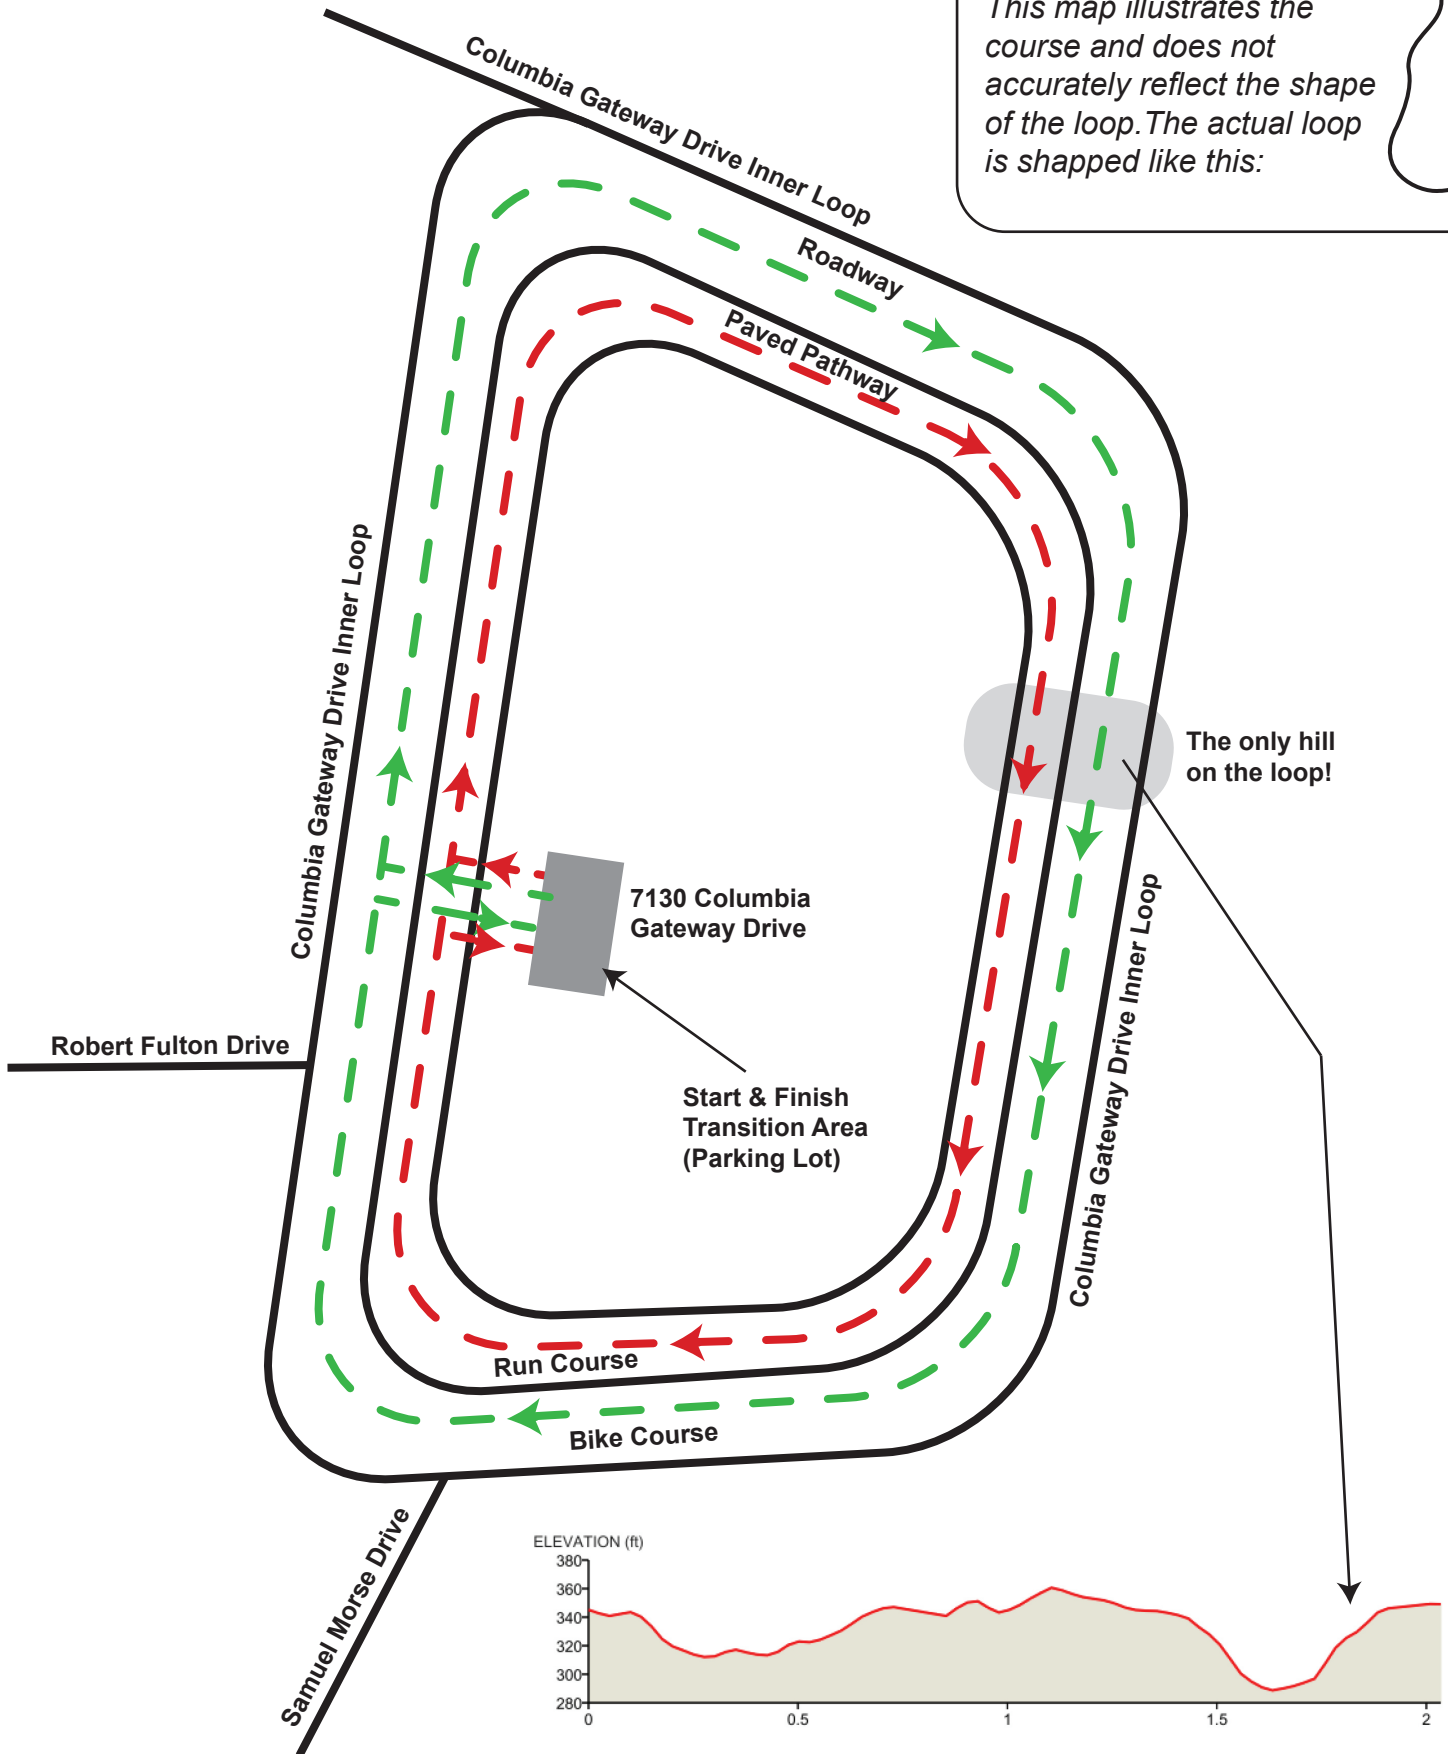 This map illustrates the
course and does not
accurately reflect the shape
of the loop.The actual loop
is shapped like this:
Columbia Gateway Drive Inner Loop
Roadway
Paved Pathway
Columbia Gateway Drive Inner Loop
The only hill
on the loop!
7130 Columbia
Gateway Drive
Columbia Gateway Drive Inner Loop
Robert Fulton Drive
Start & Finish
Transition Area
(Parking Lot)
Run Course
Bike Course
Samuel Morse Drive
ELEVATION (ft)
380
360
340
320
300
280
0 0.5 1 1.5 2